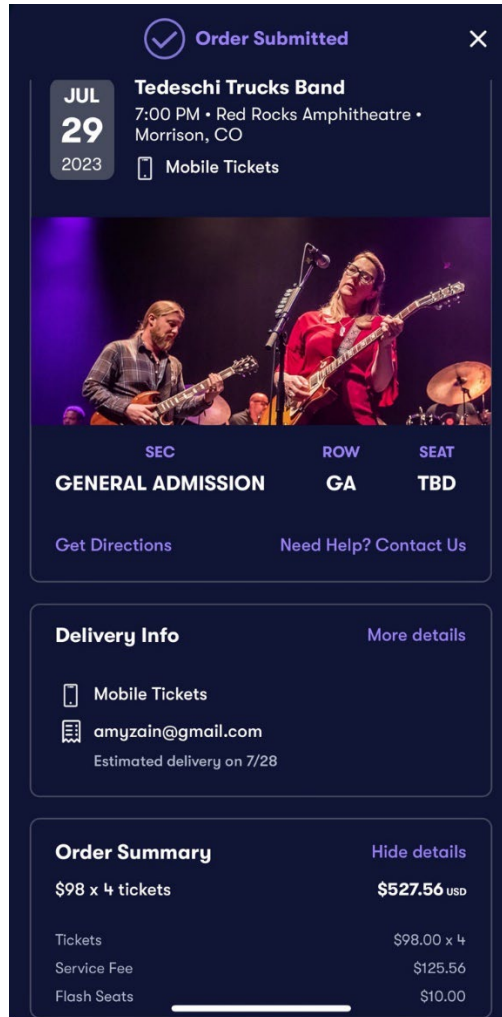 Order Submitted
JUL
29
2023
Tedeschi Trucks Band
7:00 PM • Red Rocks Amphitheatre •
Morrison, CO
Mobile Tickets
SEC ROW SEAT
GENERAL ADMISSION GA TBD
Get Directions Need Help? Contact Us
Delivery Info More details
Mobile Tickets
amyzain@gmail.com
Estimated delivery on 7/28
Order Summary Hide details
$98 x 4 tickets $527.56 USD
Tickets $98.00 x 4
Service Fee $125.56
Flash Seats $10.00